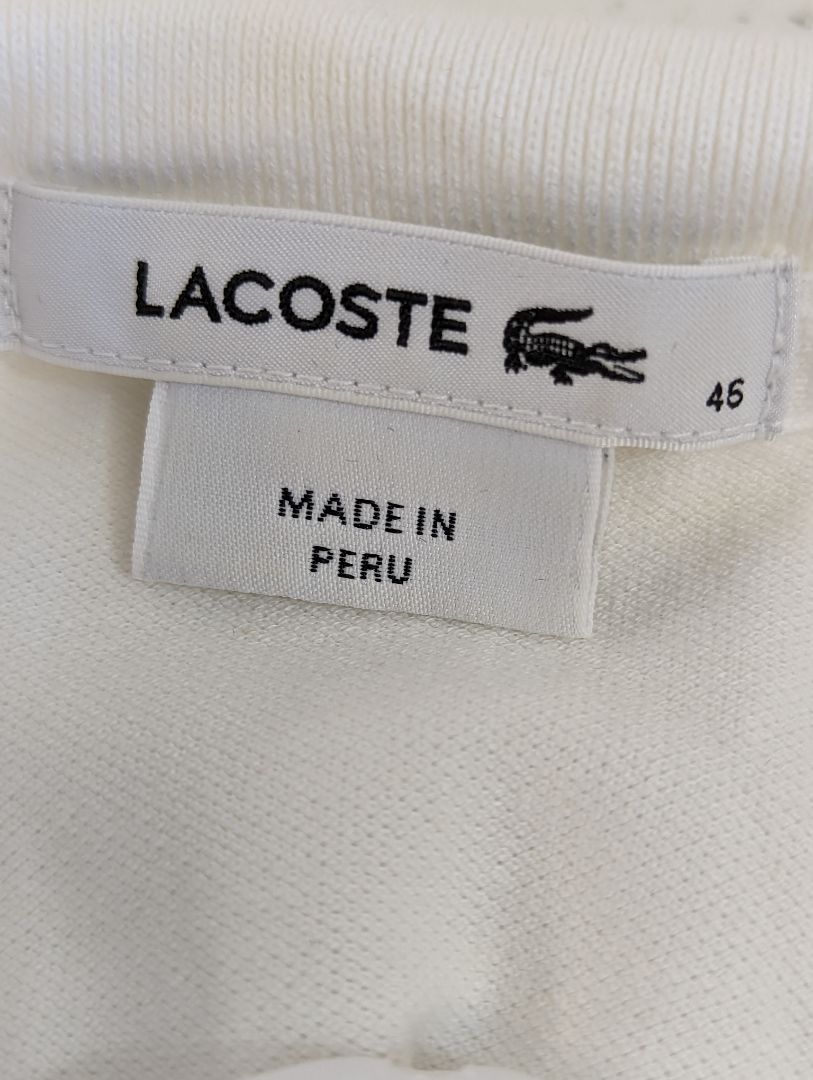 LACOSTE
46
MADE IN
PERU